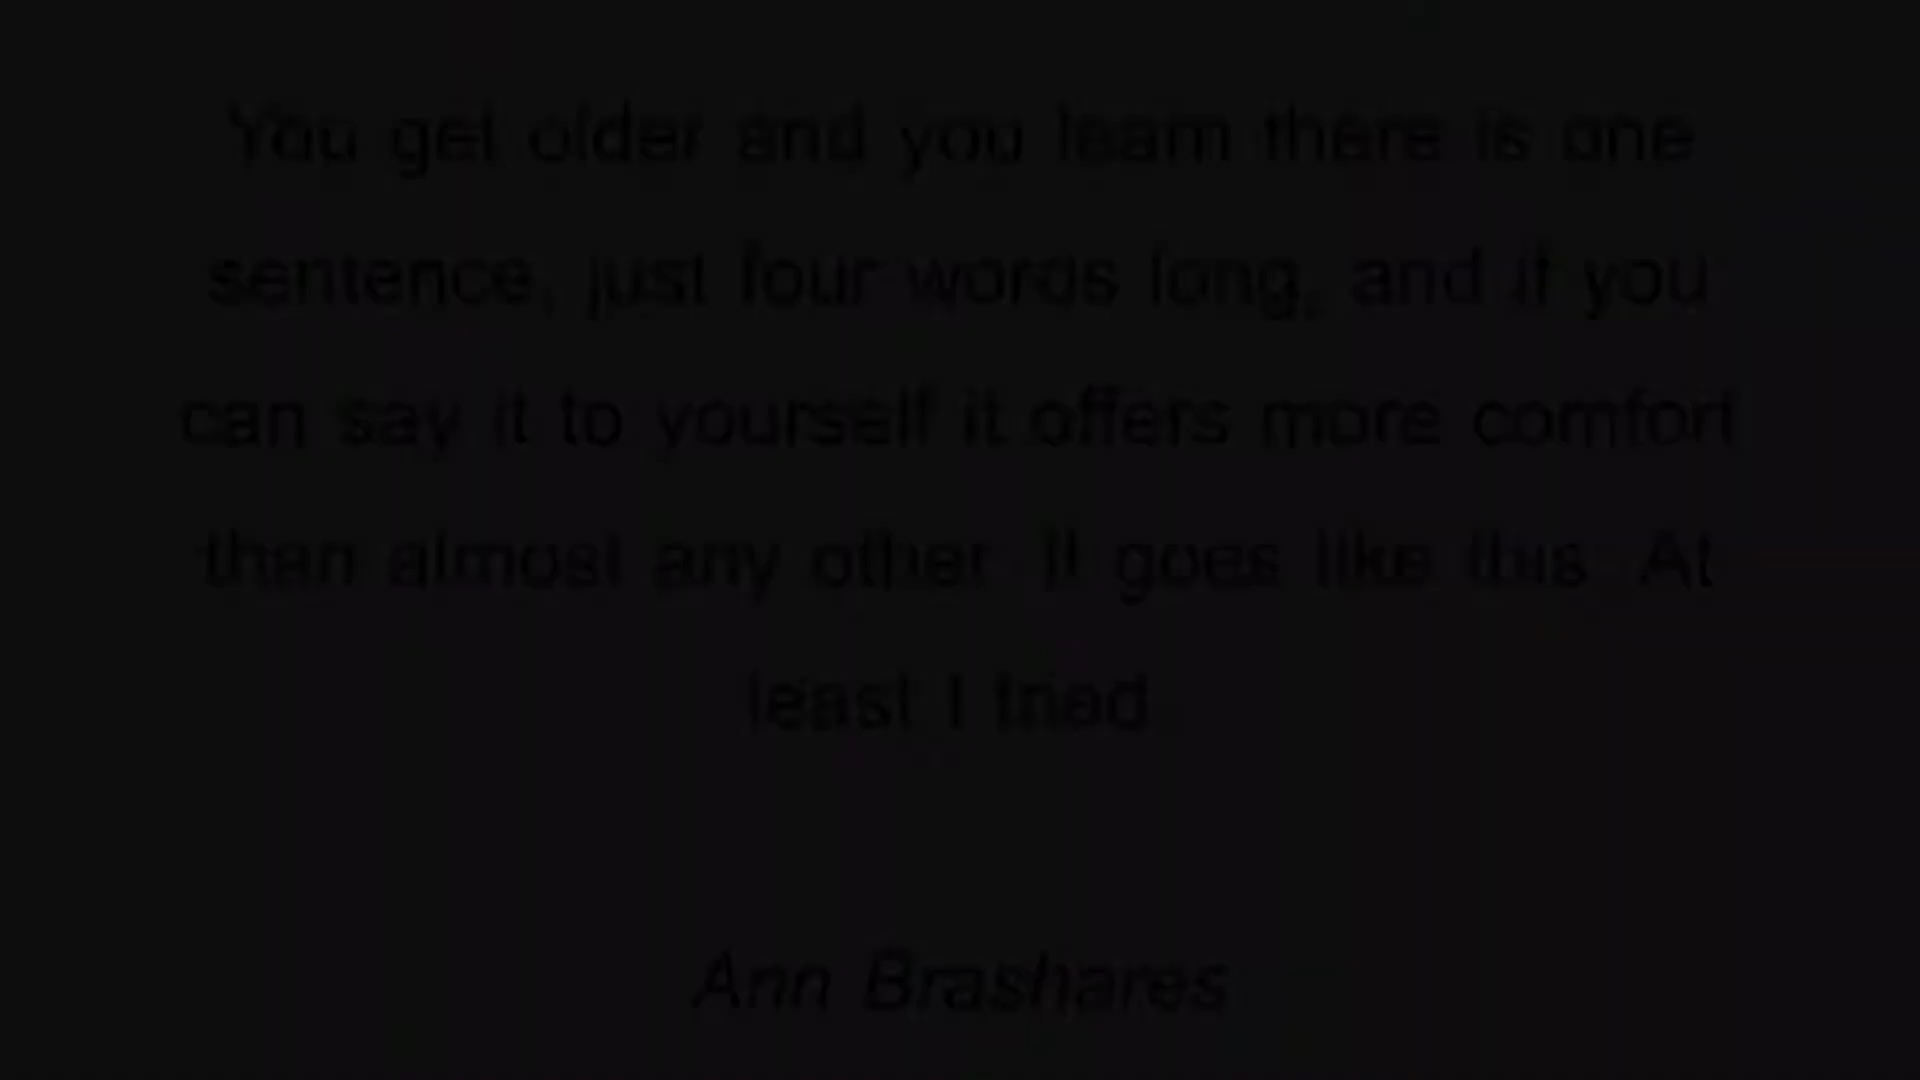 You get older and you learn there is one
sentence, just four words long, and if you
can say it to yourself it offers more comfort
than almost any other. It goes like this: At
least I tried.
Ann Brashares